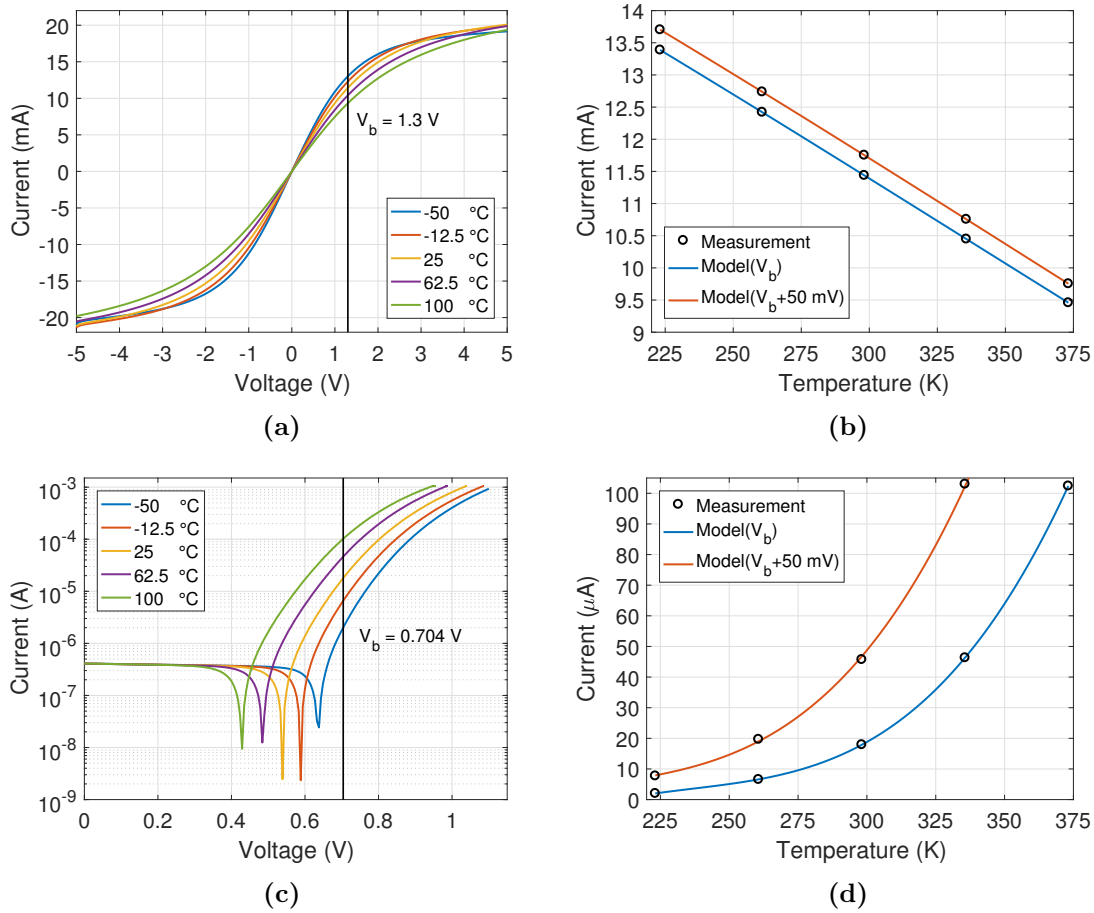 20
15
10
5
0
-5
-10
-15
-20
Current (mA)
-5 -4 -3 -2 -1 0 1 2 3 4 5
Voltage (V)
V_b = 1.3 V
-50 °C
-12.5 °C
25 °C
62.5 °C
100 °C
(a)
14
13.5
13
12.5
12
11.5
11
10.5
10
9.5
9
Current (mA)
225 250 275 300 325 350 375
Temperature (K)
Measurement
Model(V_b)
Model(V_b+50 mV)
(b)
10^-3
10^-4
10^-5
10^-6
10^-7
10^-8
10^-9
Current (A)
0 0.2 0.4 0.6 0.8 1
Voltage (V)
-50 °C
-12.5 °C
25 °C
62.5 °C
100 °C
V_b = 0.704 V
(c)
100
90
80
70
60
50
40
30
20
10
0
Current (μA)
225 250 275 300 325 350 375
Temperature (K)
Measurement
Model(V_b)
Model(V_b+50 mV)
(d)